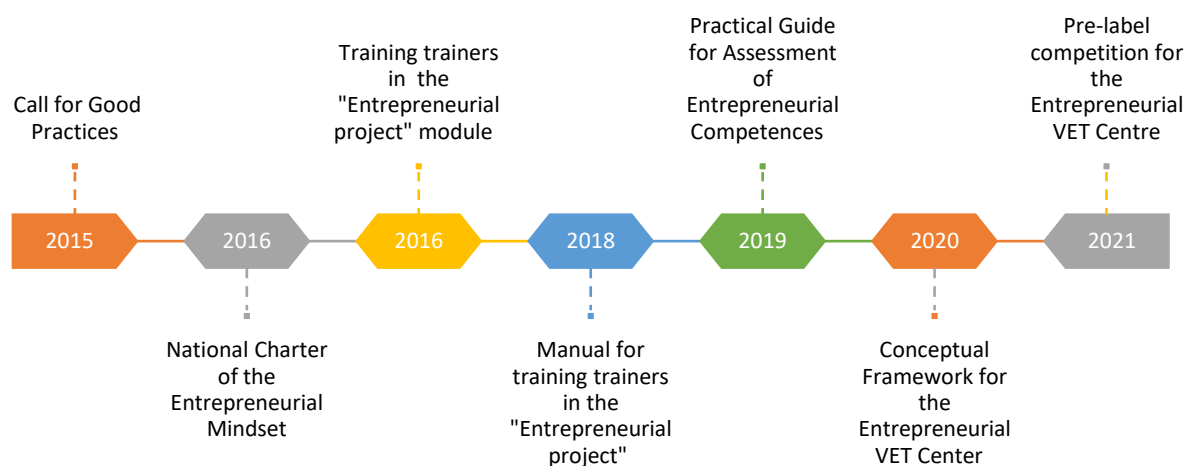 Call for Good
Practices
2015
2016
National Charter
of the
Entrepreneurial
Mindset
Training trainers
in the
"Entrepreneurial
project" module
2016
2018
Manual for
training trainers
in the
"Entrepreneurial
project"
Practical Guide
for Assessment
of
Entrepreneurial
Competences
2019
2020
Conceptual
Framework for
the
Entrepreneurial
VET Center
Pre-label
competition for
the
Entrepreneurial
VET Centre
2021